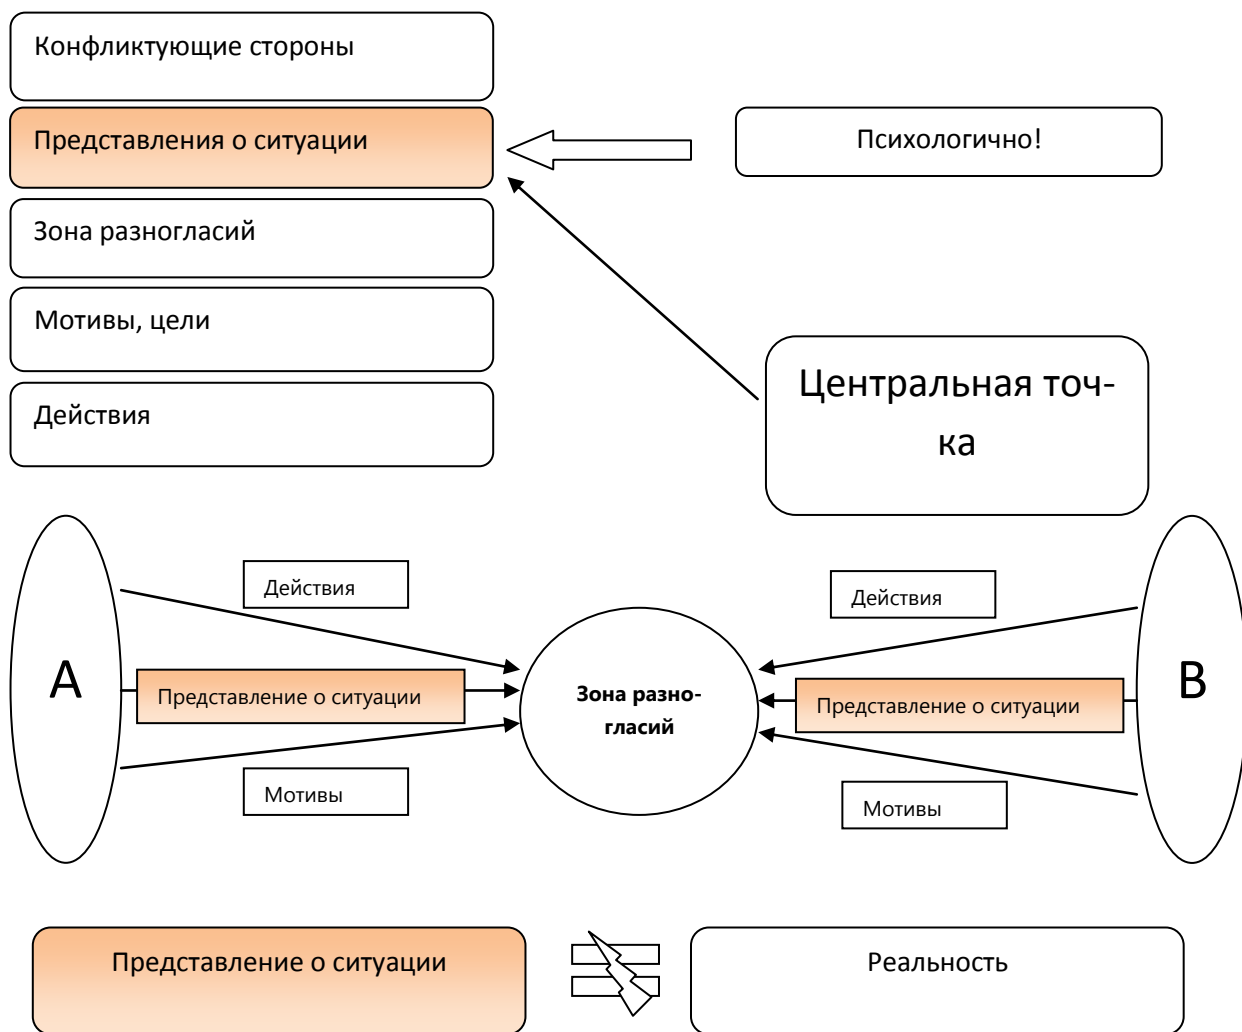 Конфликтующие стороны
Представления о ситуации
Психологично!
Зона разногласий
Мотивы, цели
Центральная точ-
ка
Действия
Действия
Действия
А
Представление о ситуации
Зона разно-
гласий
Представление о ситуации
В
Мотивы
Мотивы
Представление о ситуации
Реальность